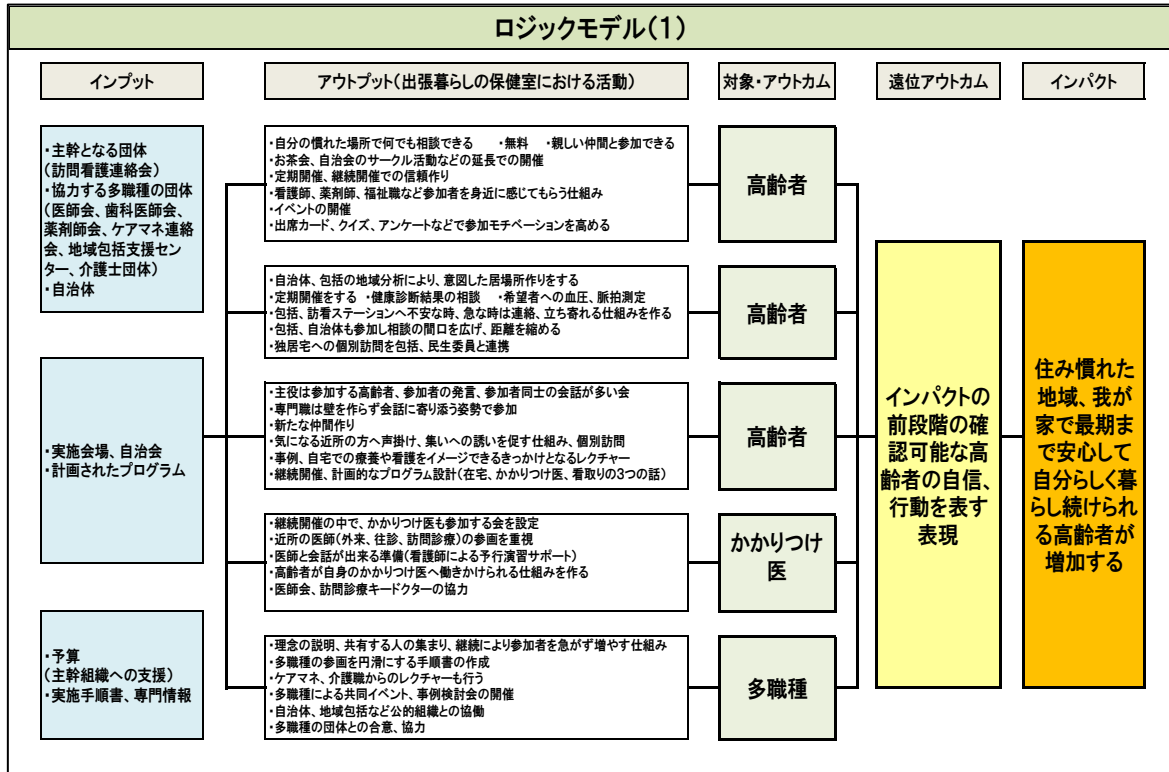 ロジックモデル(1)
インプット
アウトプット(出張暮らしの保健室における活動)
対象・アウトカム
遠位アウトカム
インパクト
・主幹となる団体
(訪問看護連絡会)
・協力する多職種の団体
(医師会、歯科医師会、
薬剤師会、ケアマネ連絡
会、地域包括支援セン
ター、介護士団体)
・自治体
・実施会場、自治会
・計画されたプログラム
・予算
(主幹組織への支援)
・実施手順書、専門情報
・自分の慣れた場所で何でも相談できる ・無料 ・親しい仲間と参加できる
・お茶会、自治会のサークル活動などの延長での開催
・定期開催、継続開催での信頼作り
・看護師、薬剤師、福祉職など参加者を身近に感じてもらう仕組み
・イベントの開催
・出席カード、クイズ、アンケートなどで参加モチベーションを高める
高齢者
・自治体、包括の地域分析により、意図した居場所作りをする
・定期開催をする ・健康診断結果の相談 ・希望者への血圧、脈拍測定
・包括、訪看ステーションへ不安な時、急な時は連絡、立ち寄れる仕組みを作る
・包括、自治体も参加し相談の間口を広げ、距離を縮める
・独居宅への個別訪問を包括、民生委員と連携
高齢者
・主役は参加する高齢者、参加者の発言、参加者同士の会話が多い会
・専門職は壁を作らず会話に寄り添う姿勢で参加
・新たな仲間作り
・気になる近所の方へ声掛け、集いへの誘いを促す仕組み、個別訪問
・事例、自宅での療養や看護をイメージできるきっかけとなるレクチャー
・継続開催、計画的なプログラム設計(在宅、かかりつけ医、看取りの3つの話)
高齢者
・継続開催の中で、かかりつけ医も参加する会を設定
・近所の医師(外来、往診、訪問診療)の参画を重視
・医師と会話が出来る準備(看護師による予行演習サポート)
・高齢者が自身のかかりつけ医へ働きかけられる仕組みを作る
・医師会、訪問診療キードクターの協力
かかりつけ
医
・理念の説明、共有する人の集まり、継続により参加者を急がず増やす仕組み
・多職種の参画を円滑にする手順書の作成
・ケアマネ、介護職からのレクチャーも行う
・多職種による共同イベント、事例検討会の開催
・自治体、地域包括など公的組織との協働
・多職種の団体との合意、協力
多職種
インパクトの
前段階の確
認可能な高
齢者の自信、
行動を表す
表現
住み慣れた
地域、我が
家で最期ま
で安心して
自分らしく暮
らし続けられ
る高齢者が
増加する